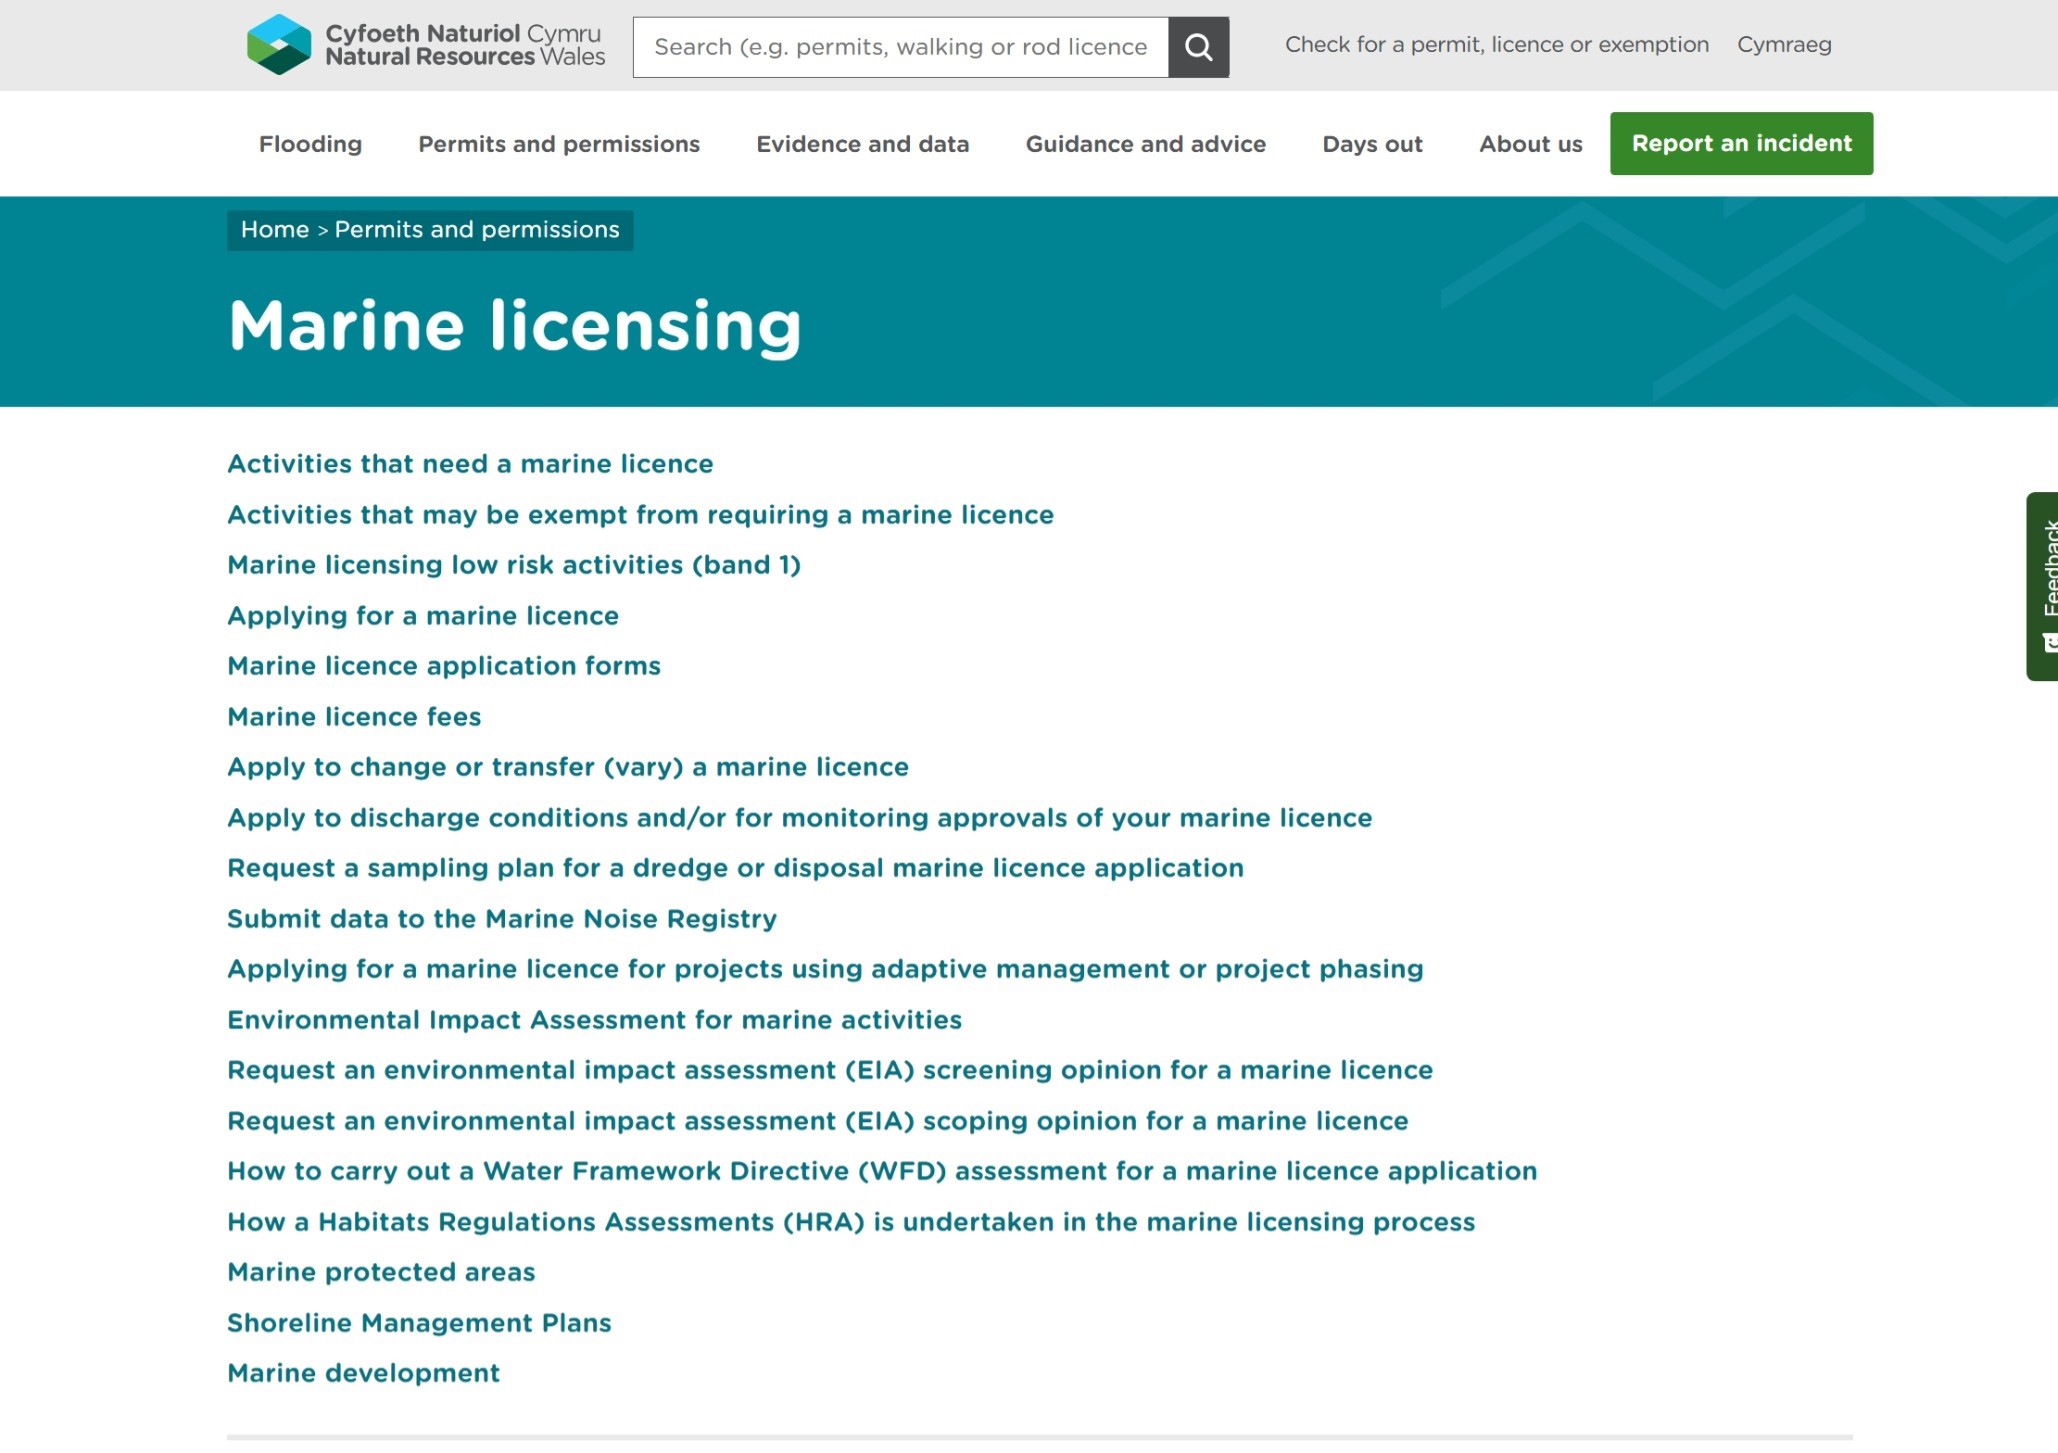 Cyfoeth Naturiol Cymru
Natural Resources Wales
Search (e.g. permits, walking or rod licence
Check for a permit, licence or exemption
Cymraeg
Flooding
Permits and permissions
Evidence and data
Guidance and advice
Days out
About us
Report an incident
Home > Permits and permissions
Marine licensing
Activities that need a marine licence
Activities that may be exempt from requiring a marine licence
Marine licensing low risk activities (band 1)
Applying for a marine licence
Marine licence application forms
Marine licence fees
Apply to change or transfer (vary) a marine licence
Apply to discharge conditions and/or for monitoring approvals of your marine licence
Request a sampling plan for a dredge or disposal marine licence application
Submit data to the Marine Noise Registry
Applying for a marine licence for projects using adaptive management or project phasing
Environmental Impact Assessment for marine activities
Request an environmental impact assessment (EIA) screening opinion for a marine licence
Request an environmental impact assessment (EIA) scoping opinion for a marine licence
How to carry out a Water Framework Directive (WFD) assessment for a marine licence application
How a Habitats Regulations Assessments (HRA) is undertaken in the marine licensing process
Marine protected areas
Shoreline Management Plans
Marine development
Feedback